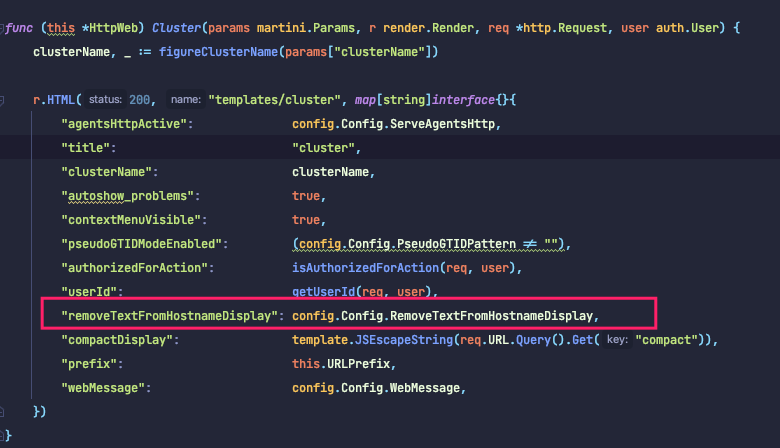 func (this *HttpWeb) Cluster(params martini.Params, r render.Render, req *http.Request, user auth.User) {
clusterName, _ := figureClusterName(params["clusterName"])
r.HTML( status: 200, name: "templates/cluster", map[string]interface{}{
"agentsHttpActive": config.Config.ServeAgentsHttp,
"title": "cluster",
"clusterName": clusterName,
"autoshow_problems": true,
"contextMenuVisible": true,
"pseudoGTIDModeEnabled": (config.Config.PseudoGTIDPattern != ""),
"authorizedForAction": isAuthorizedForAction(req, user),
"userId": getUserId(req, user),
"removeTextFromHostnameDisplay": config.Config.RemoveTextFromHostnameDisplay,
"compactDisplay": template.JSEscapeString(req.URL.Query().Get( key: "compact")),
"prefix": this.URLPrefix,
"webMessage": config.Config.WebMessage,
})
}